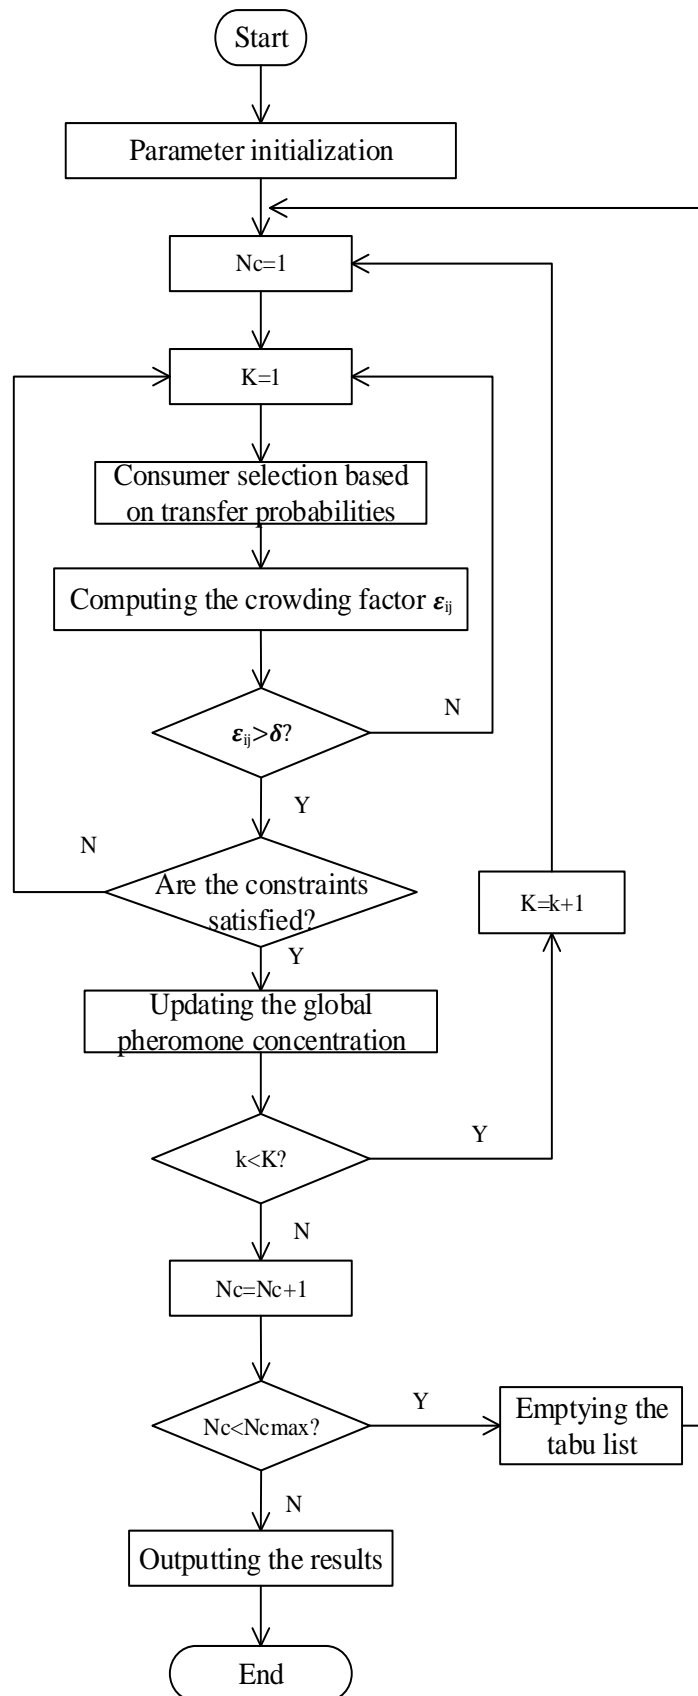 Start
Parameter initialization
Nc=1
K=1
Consumer selection based
on transfer probabilities
Computing the crowding factor εij
εij>δ?
N
Y
N
Are the constraints
satisfied?
K=k+1
Y
Updating the global
pheromone concentration
k<K?
Y
N
Nc=Nc+1
Nc<Ncmax?
Y
Emptying the
tabu list
N
Outputting the results
End